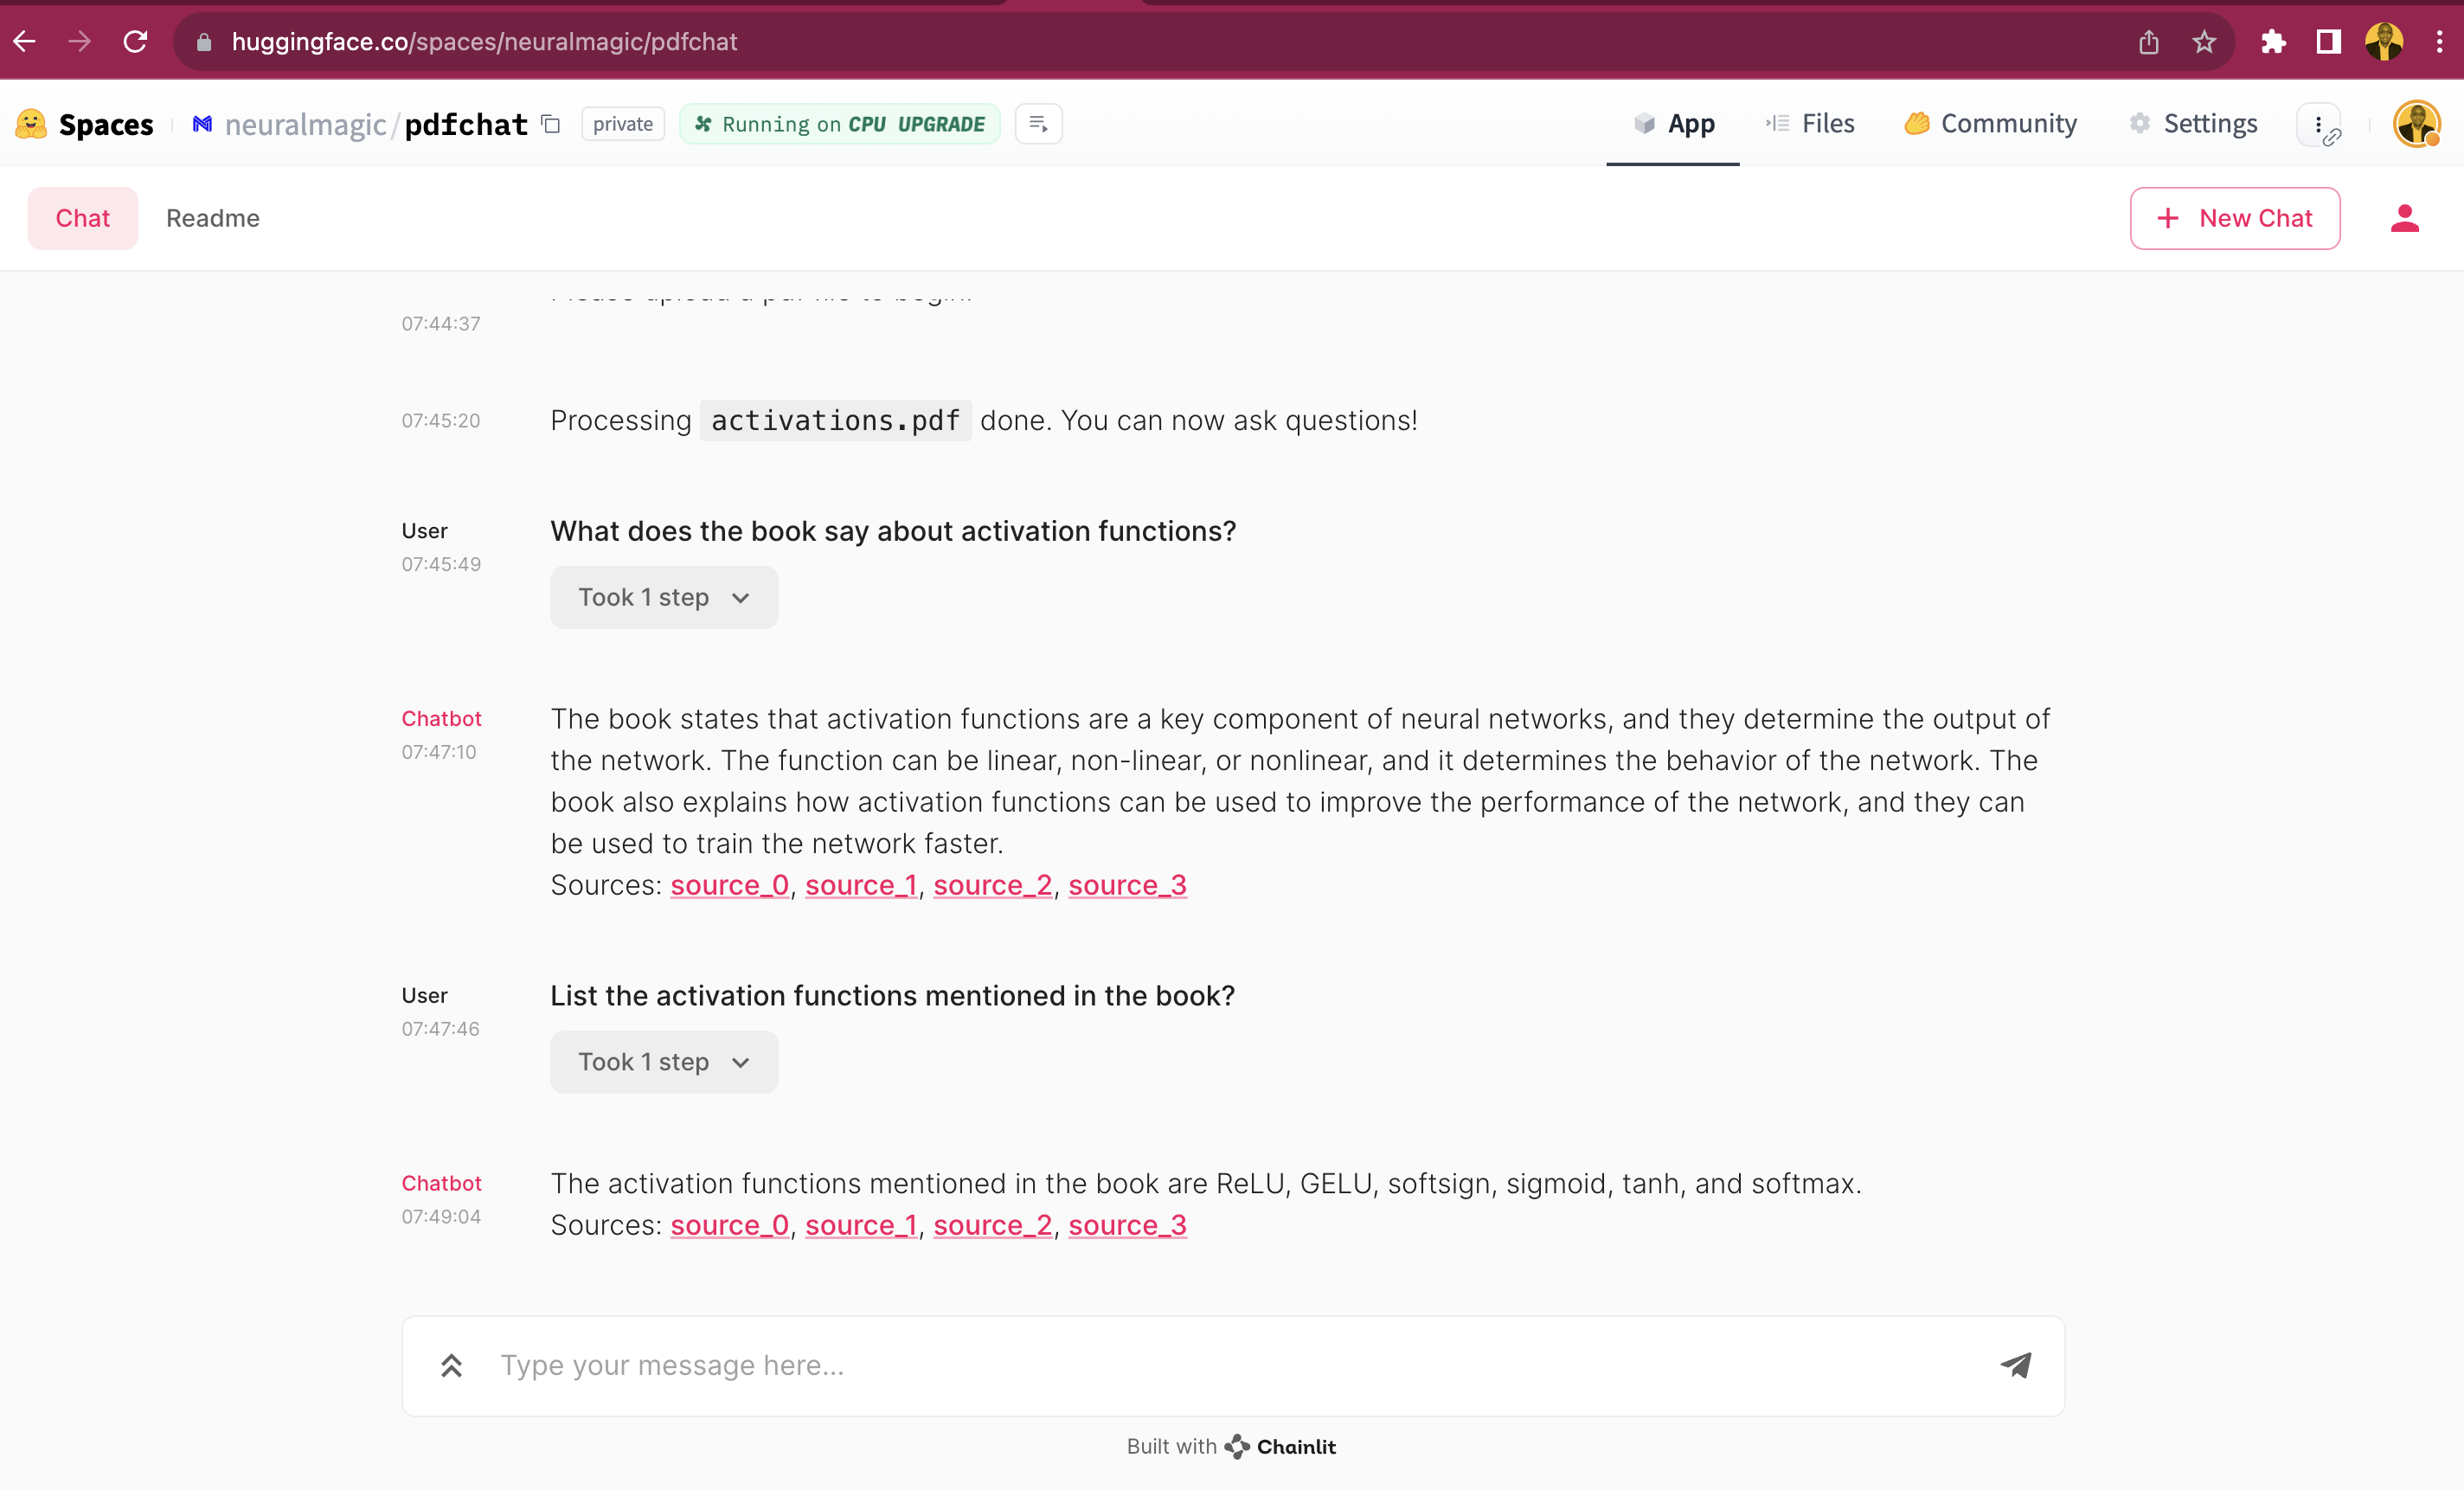 huggingface.co/spaces/neuralmagic/pdfchat
Spaces neuralmagic/pdfchat private Running on CPU UPGRADE App Files Community Settings
Chat Readme + New Chat
Please upload a pdf file to begin!
07:44:37
07:45:20 Processing activations.pdf done. You can now ask questions!
User What does the book say about activation functions?
07:45:49
Took 1 step
Chatbot The book states that activation functions are a key component of neural networks, and they determine the output of
07:47:10 the network. The function can be linear, non-linear, or nonlinear, and it determines the behavior of the network. The
book also explains how activation functions can be used to improve the performance of the network, and they can
be used to train the network faster.
Sources: source_0, source_1, source_2, source_3
User List the activation functions mentioned in the book?
07:47:46
Took 1 step
Chatbot The activation functions mentioned in the book are ReLU, GELU, softsign, sigmoid, tanh, and softmax.
07:49:04 Sources: source_0, source_1, source_2, source_3
Type your message here...
Built with Chainlit